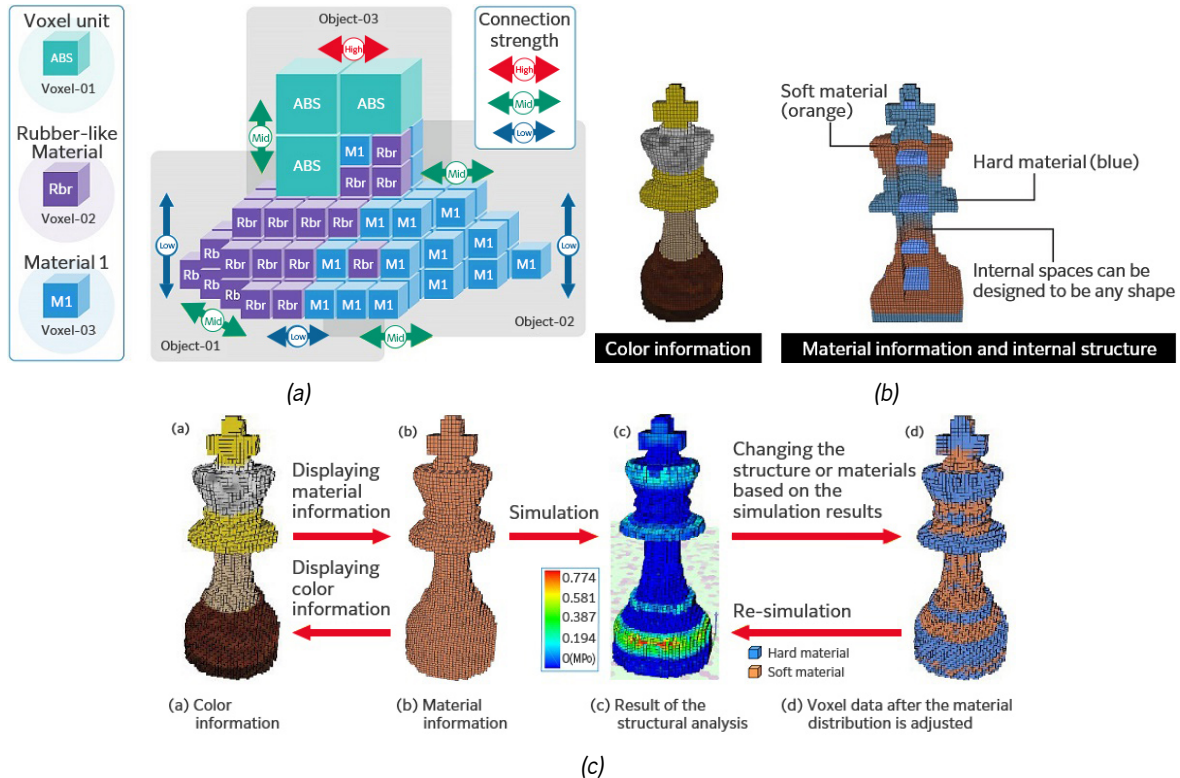 Voxel unit
ABS
Voxel-01
Rubber-like
Material
Rbr
Voxel-02
Material 1
M1
Voxel-03
Object-03
High
ABS ABS
Mid
ABS
M1 Rbr
Rbr Rbr
Mid
Rbr Rbr Rbr Rbr M1 M1 M1
Low
Rb Rbr Rbr Rbr M1 Rbr M1 M1 M1
Low
Rbr Rb Rbr M1 M1 M1
Rbr Rbr M1 M1 M1
Mid
Low
Mid
Object-01
Object-02
Connection
strength
High
Mid
Low
(a)
Soft material
(orange)
Hard material (blue)
Internal spaces can be
designed to be any shape
Color information
Material information and internal structure
(b)
(a)
Displaying
material
information
Displaying
color
information
(b)
Simulation
(c)
0.774
0.581
0.387
0.194
O(MPo)
Changing the
structure or materials
based on the
simulation results
Re-simulation
Hard material
Soft material
(d)
(a) Color
information
(b) Material
information
(c) Result of the
structural analysis
(d) Voxel data after the material
distribution is adjusted
(c)